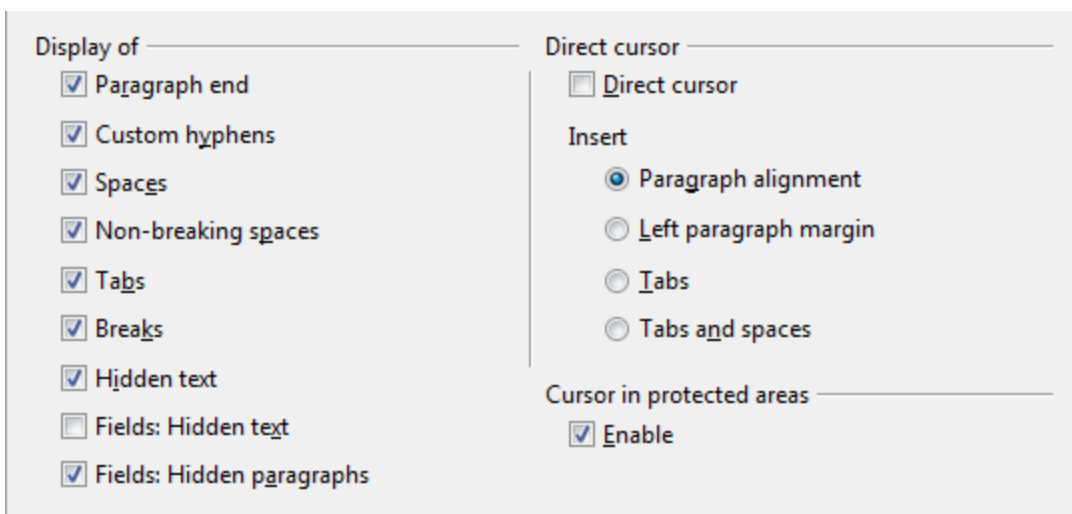 Display of
Paragraph end
Custom hyphens
Spaces
Non-breaking spaces
Tabs
Breaks
Hidden text
Fields: Hidden text
Fields: Hidden paragraphs
Direct cursor
Direct cursor
Insert
Paragraph alignment
Left paragraph margin
Tabs
Tabs and spaces
Cursor in protected areas
Enable